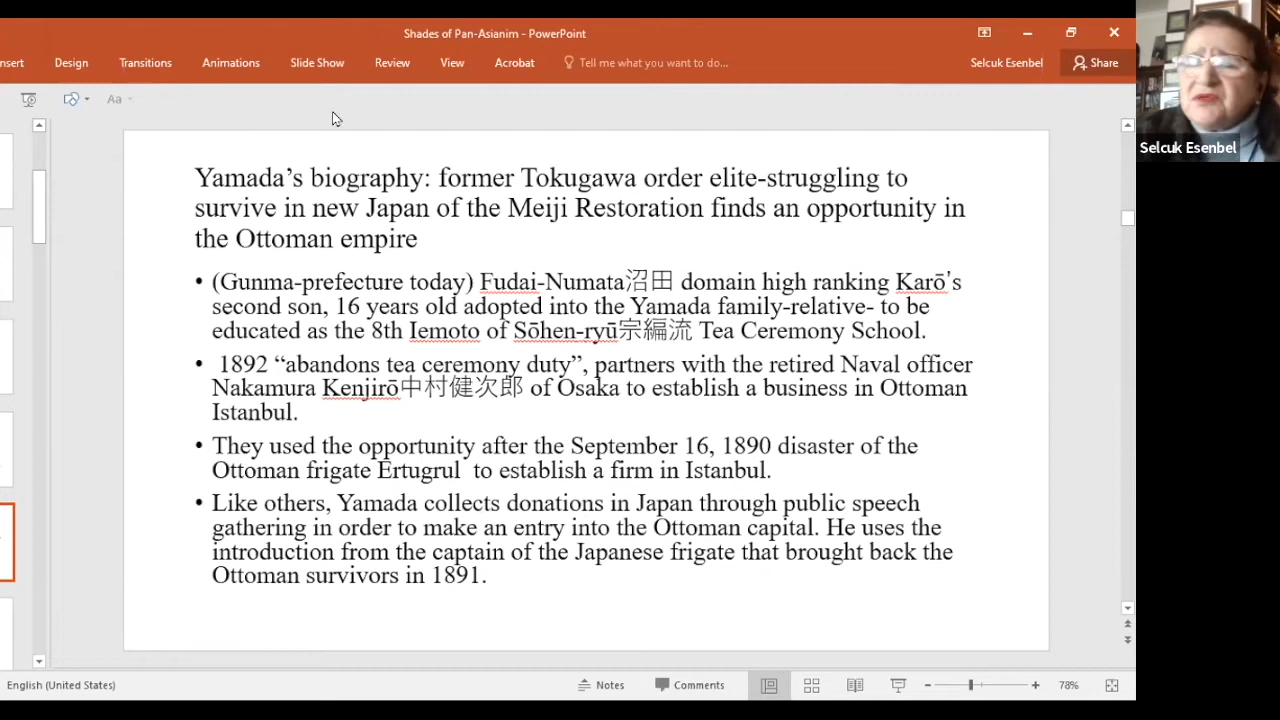 Shades of Pan-Asianim - PowerPoint
nsert Design Transitions Animations Slide Show Review View Acrobat Tell me what you want to do... Selcuk Esenbel Share
Aa
Selcuk Esenbel
Yamada’s biography: former Tokugawa order elite-struggling to
survive in new Japan of the Meiji Restoration finds an opportunity in
the Ottoman empire
• (Gunma-prefecture today) Fudai-Numata沼田 domain high ranking Karō's
second son, 16 years old adopted into the Yamada family-relative- to be
educated as the 8th Iemoto of Sōhen-ryū宗編流 Tea Ceremony School.
• 1892 “abandons tea ceremony duty”, partners with the retired Naval officer
Nakamura Kenjirō中村健次郎 of Osaka to establish a business in Ottoman
Istanbul.
• They used the opportunity after the September 16, 1890 disaster of the
Ottoman frigate Ertugrul to establish a firm in Istanbul.
• Like others, Yamada collects donations in Japan through public speech
gathering in order to make an entry into the Ottoman capital. He uses the
introduction from the captain of the Japanese frigate that brought back the
Ottoman survivors in 1891.
English (United States) Notes Comments 78%